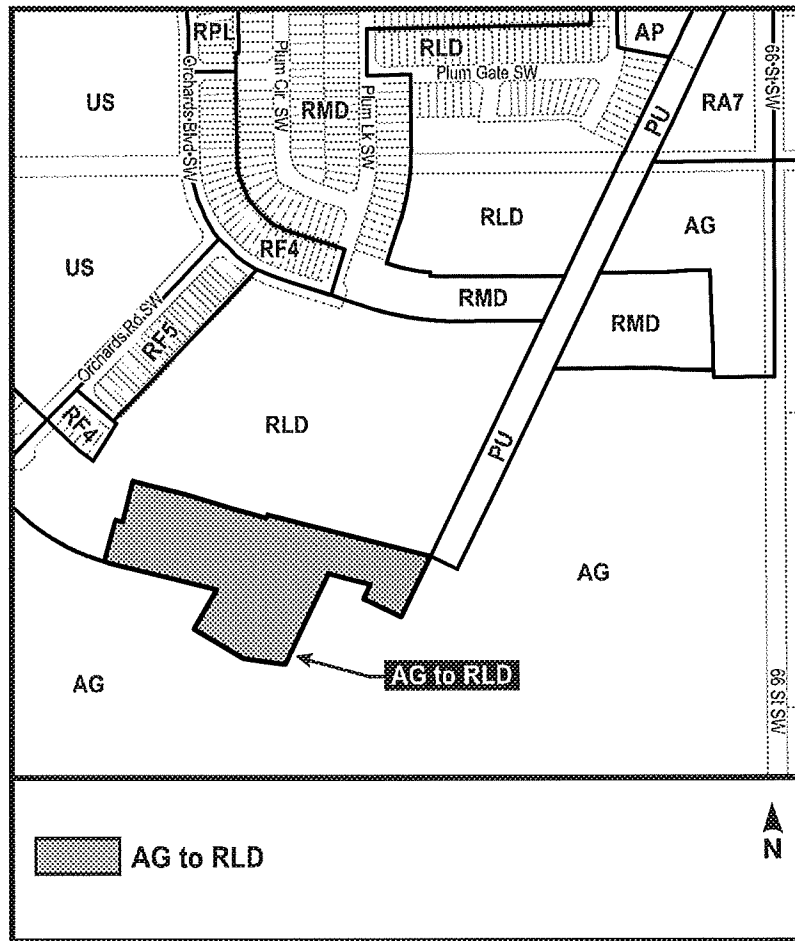 RPL
RLD
AP
Orchards Blvd SW
Plum Cir. SW
Plum Lk SW
Plum Gate SW
66 St SW
US
RMD
PU
RA7
RLD
AG
US
RF4
RMD
RMD
Orchards Rd SW
RF5
RLD
RF4
PU
AG
AG
AG to RLD
66 St SW
AG to RLD
N